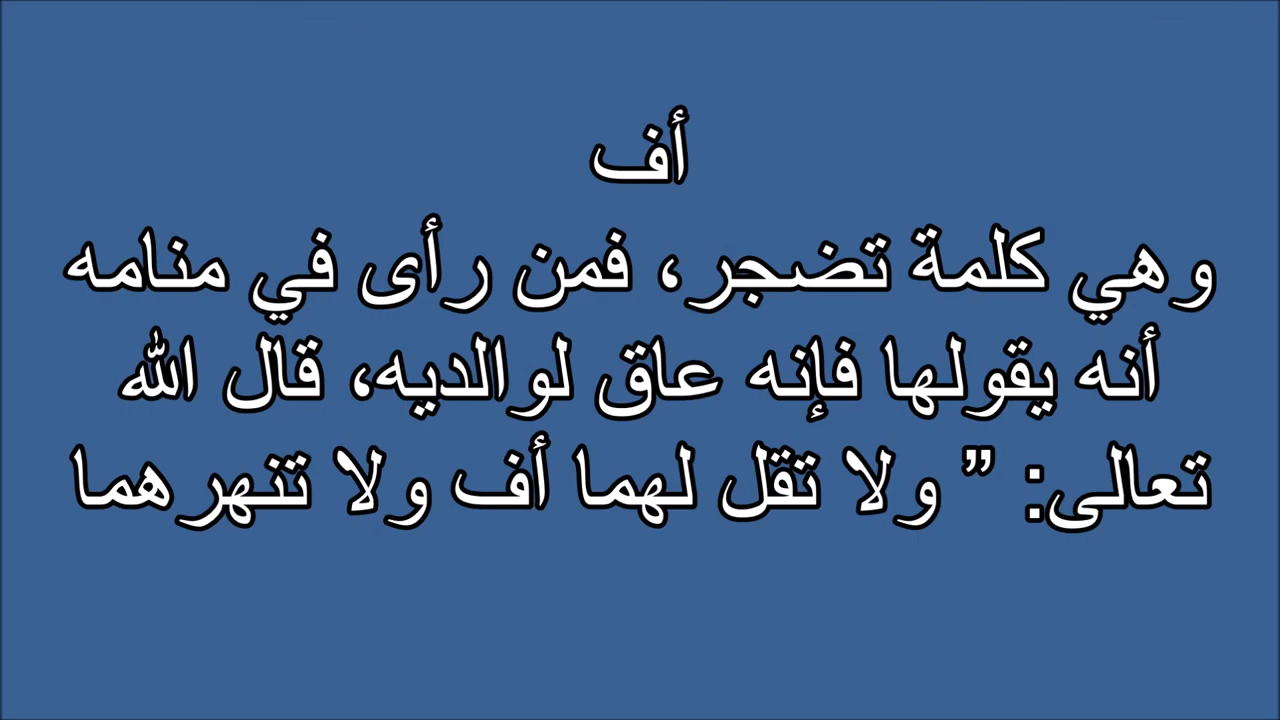 أف
وهي كلمة تضجر، فمن رأى في منامه
أنه يقولها فإنه عاق لوالديه، قال الله
تعالى: ” ولا تقل لهما أف ولا تنهرهما